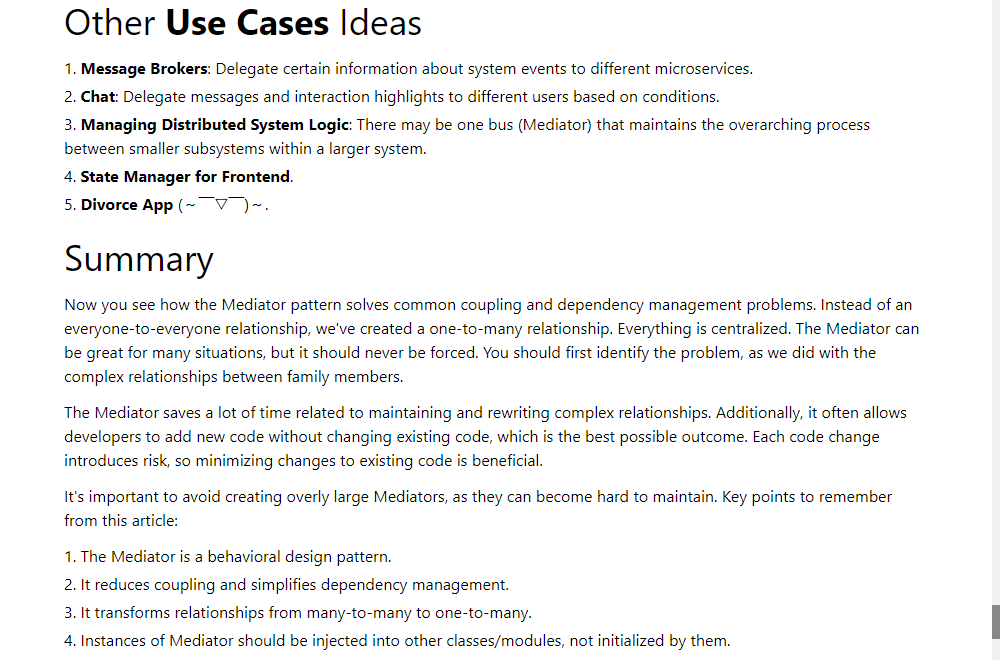 Other Use Cases Ideas
1. Message Brokers: Delegate certain information about system events to different microservices.
2. Chat: Delegate messages and interaction highlights to different users based on conditions.
3. Managing Distributed System Logic: There may be one bus (Mediator) that maintains the overarching process
between smaller subsystems within a larger system.
4. State Manager for Frontend.
5. Divorce App (~￣▽￣)~.
Summary
Now you see how the Mediator pattern solves common coupling and dependency management problems. Instead of an
everyone-to-everyone relationship, we've created a one-to-many relationship. Everything is centralized. The Mediator can
be great for many situations, but it should never be forced. You should first identify the problem, as we did with the
complex relationships between family members.
The Mediator saves a lot of time related to maintaining and rewriting complex relationships. Additionally, it often allows
developers to add new code without changing existing code, which is the best possible outcome. Each code change
introduces risk, so minimizing changes to existing code is beneficial.
It's important to avoid creating overly large Mediators, as they can become hard to maintain. Key points to remember
from this article:
1. The Mediator is a behavioral design pattern.
2. It reduces coupling and simplifies dependency management.
3. It transforms relationships from many-to-many to one-to-many.
4. Instances of Mediator should be injected into other classes/modules, not initialized by them.